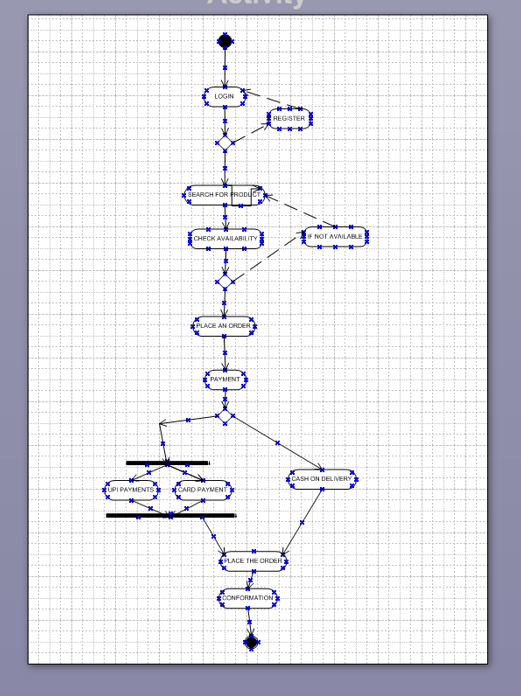 Activity
LOGIN
REGISTER
SEARCH FOR PRODUCT
CHECK AVAILABILITY
IF NOT AVAILABLE
PLACE AN ORDER
PAYMENT
CASH ON DELIVERY
UPI PAYMENTS
CARD PAYMENT
PLACE THE ORDER
CONFORMATION